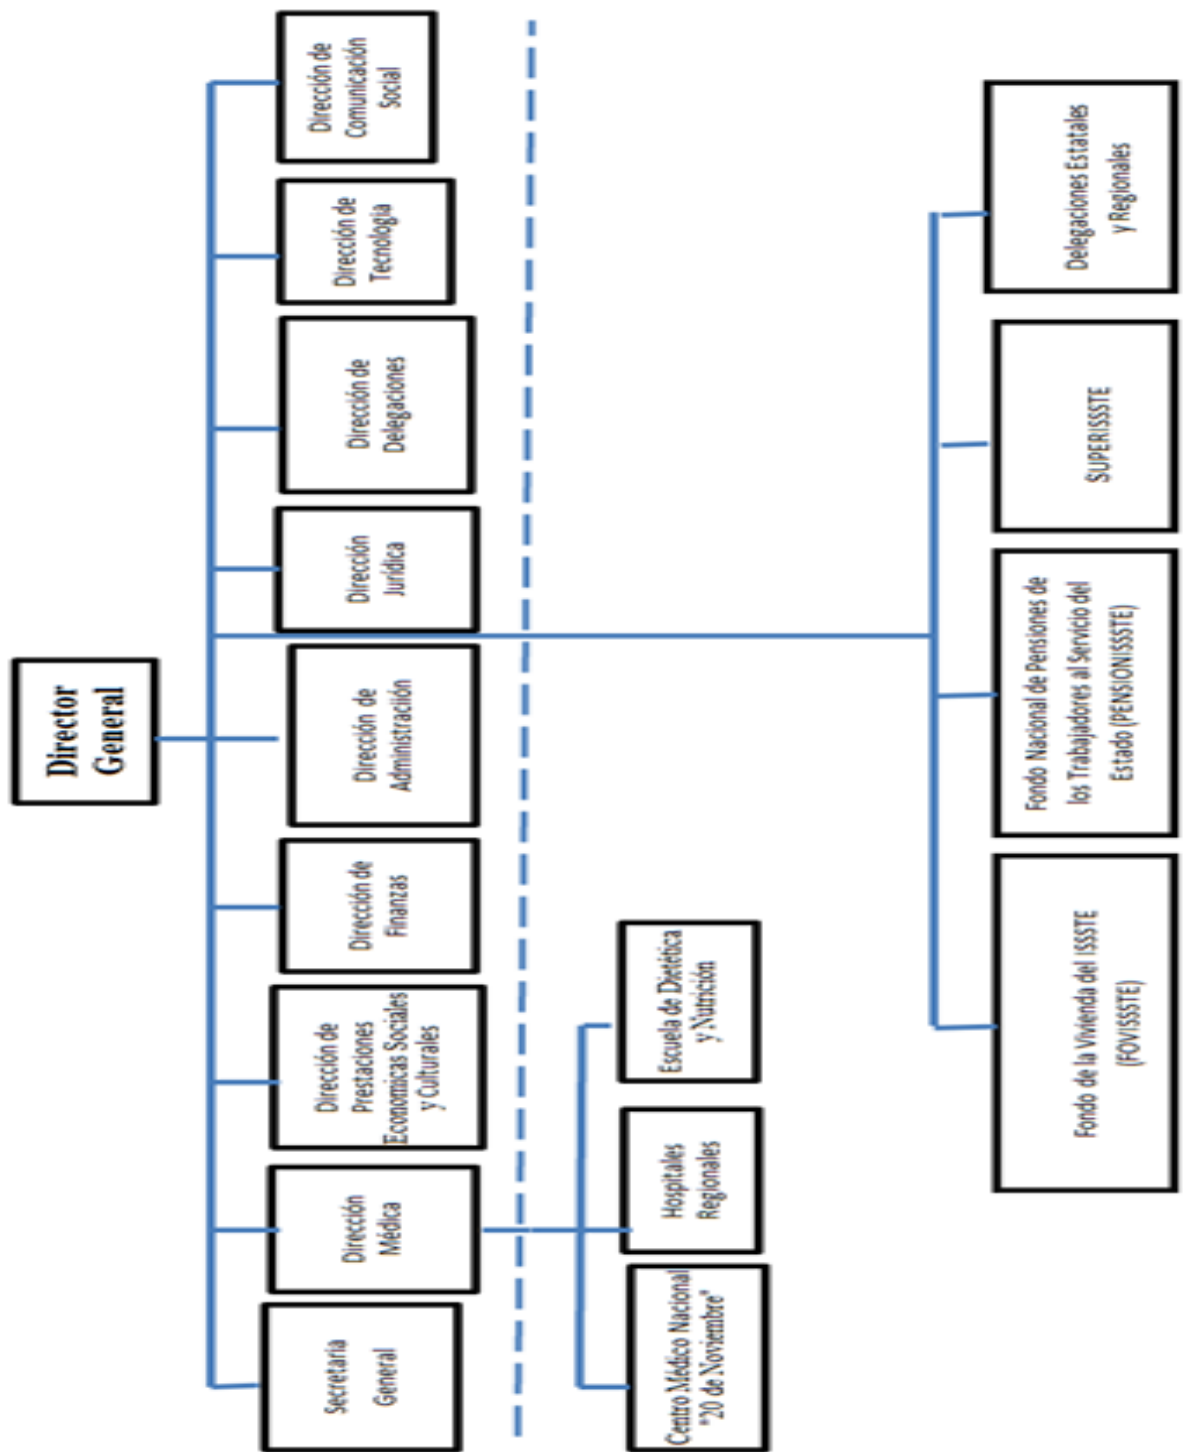 Director
General
Secretaria
General
Dirección
Médica
Dirección de
Prestaciones
Economicas Sociales
y Culturales
Dirección de
Finanzas
Dirección de
Administración
Dirección
Jurídica
Dirección de
Delegaciones
Dirección de
Tecnología
Dirección de
Comunicación
Social
Centro Médico Nacional
"20 de Noviembre"
Hospitales
Regionales
Escuela de Dietética
y Nutrición
Fondo de la Vivienda del ISSSTE
(FOVISSSTE)
Fondo Nacional de Pensiones de
los Trabajadores al Servicio del
Estado (PENSIONISSSTE)
SUPERISSSTE
Delegaciones Estatales
y Regionales